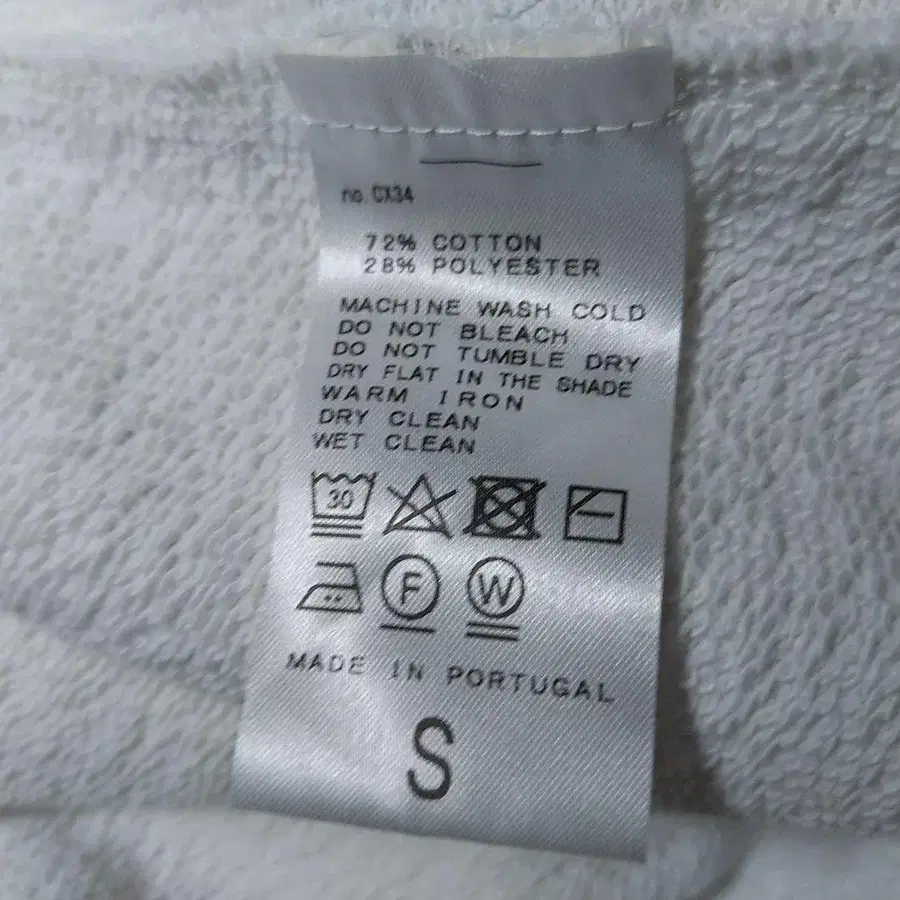 no. CX34
72% COTTON
28% POLYESTER
MACHINE WASH COLD
DO NOT BLEACH
DO NOT TUMBLE DRY
DRY FLAT IN THE SHADE
WARM IRON
DRY CLEAN
WET CLEAN
30
F W
MADE IN PORTUGAL
S